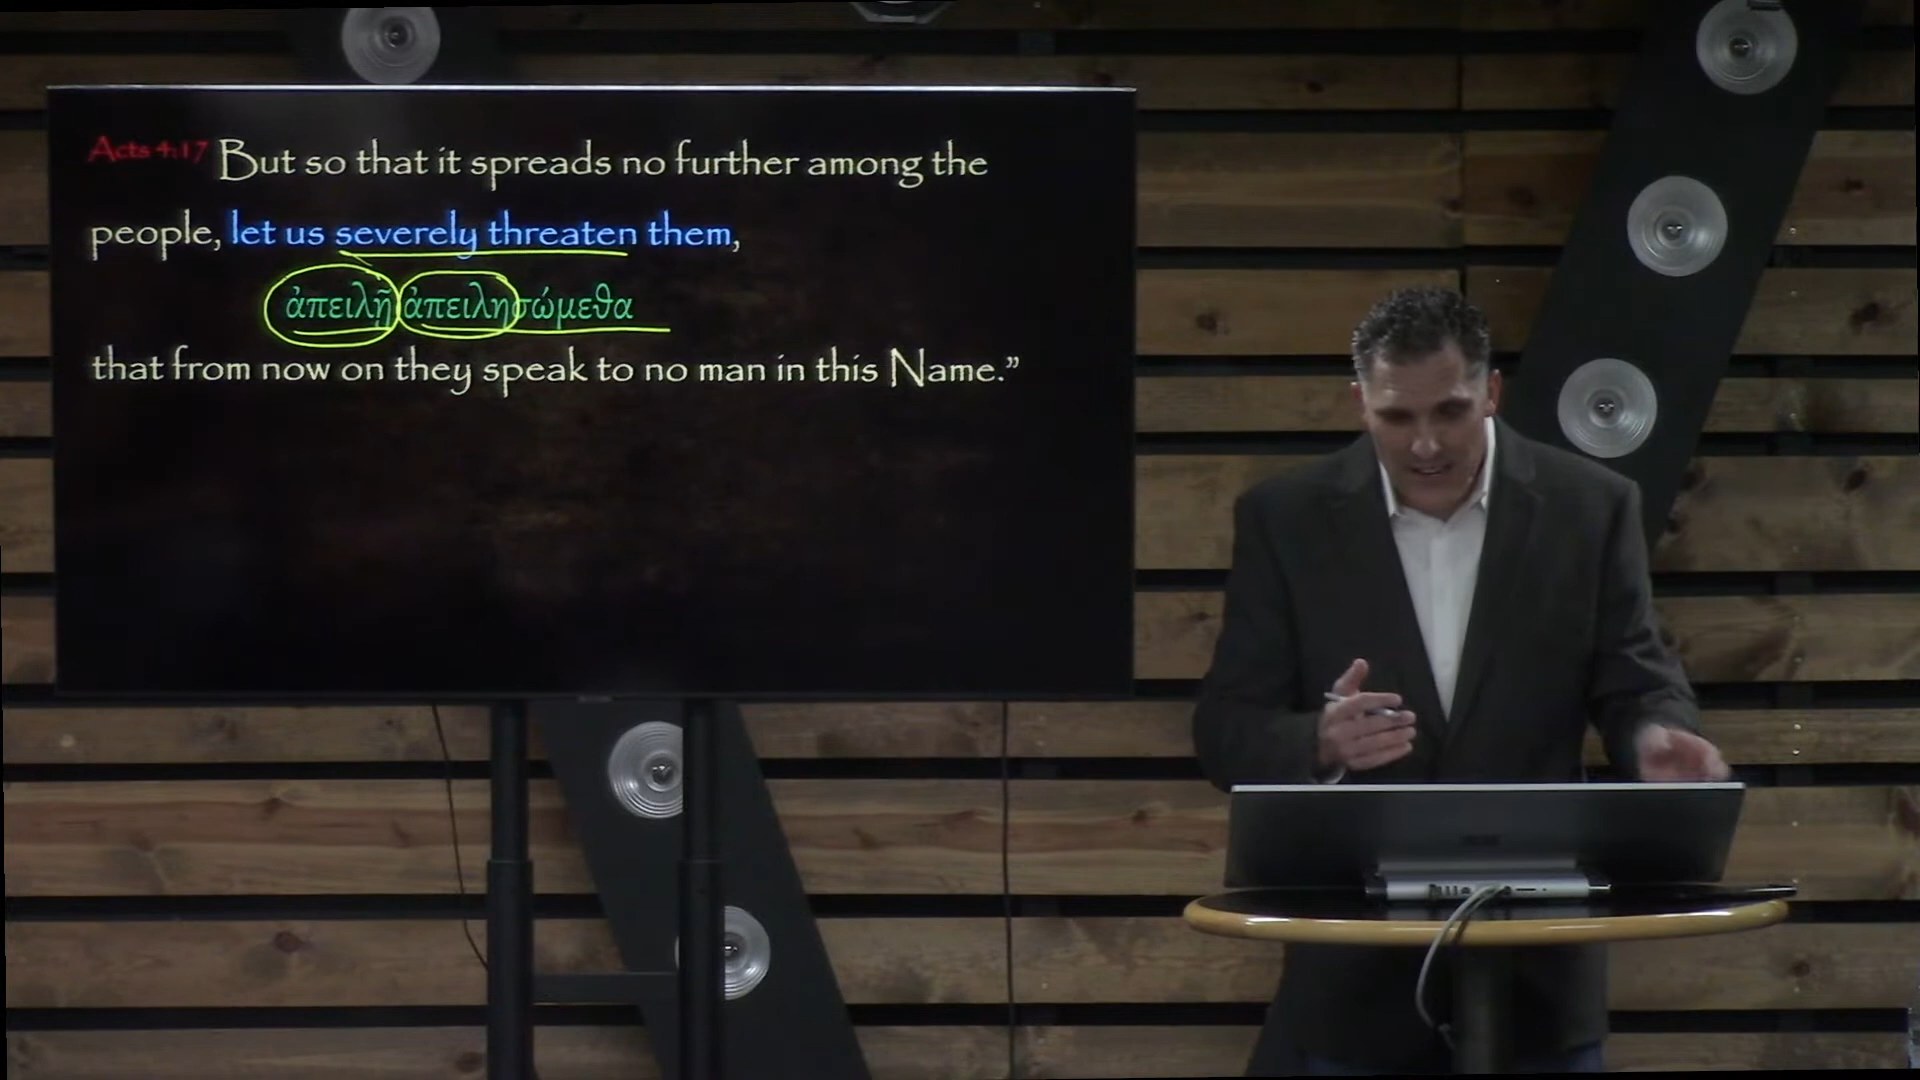 Acts 4:17 But so that it spreads no further among the
people, let us severely threaten them,
ἀπειλῇ ἀπειλησώμεθα
that from now on they speak to no man in this Name.”